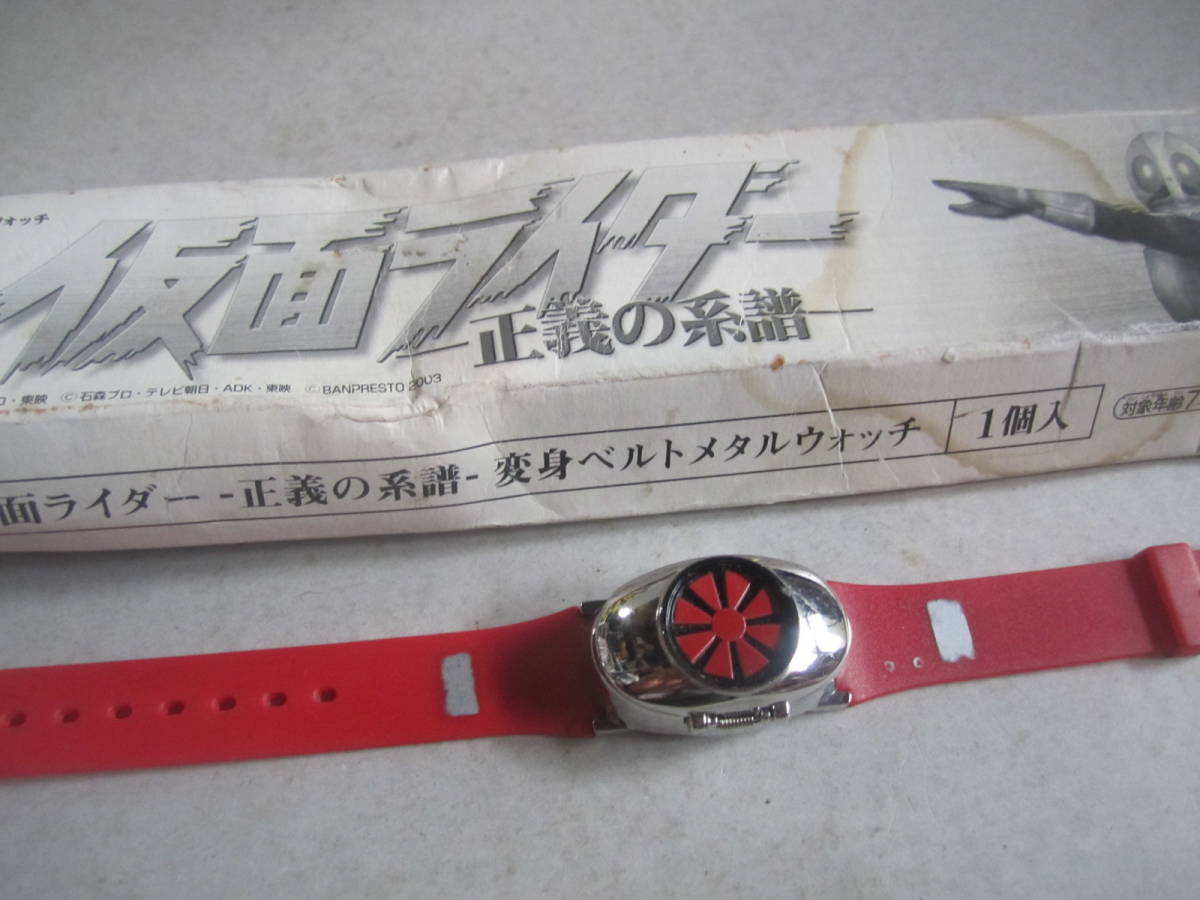 ォッチ
仮面ライダー
正義の系譜
ロ・東映 ©石森プロ・テレビ朝日・ADK・東映 ©BANPRESTO 2003
面ライダー -正義の系譜- 変身ベルトメタルウォッチ 1個入
対象年齢7